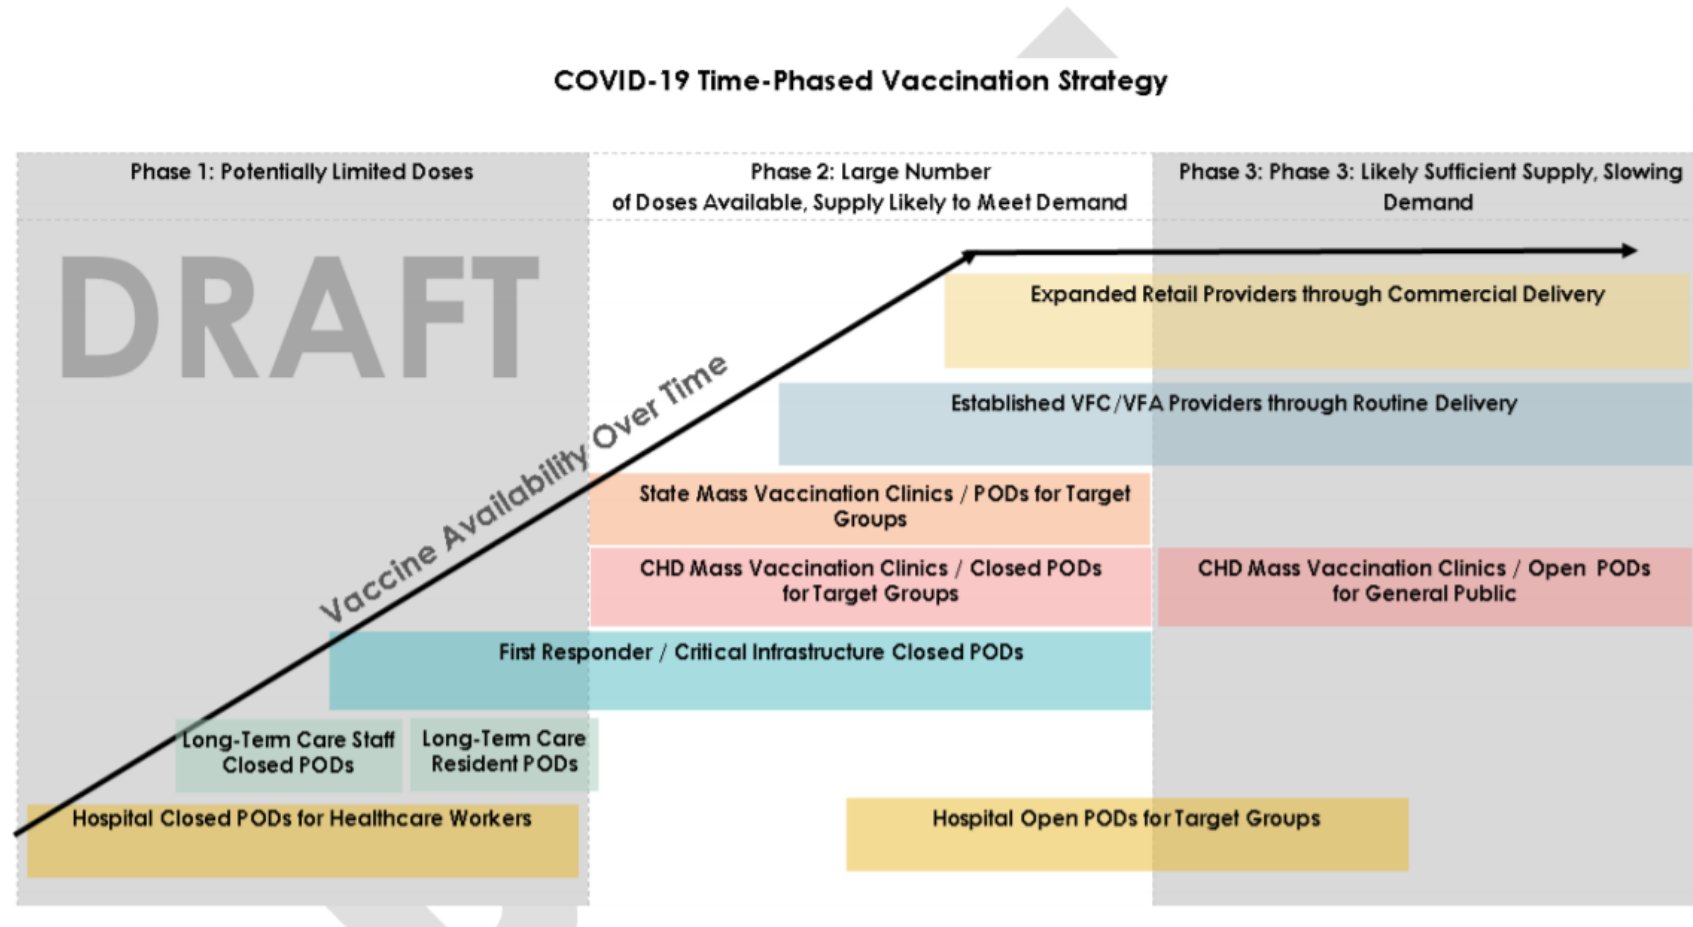 COVID-19 Time-Phased Vaccination Strategy
Phase 1: Potentially Limited Doses
Phase 2: Large Number
of Doses Available, Supply Likely to Meet Demand
Phase 3: Phase 3: Likely Sufficient Supply, Slowing
Demand
DRAFT
Vaccine Availability Over Time
Expanded Retail Providers through Commercial Delivery
Established VFC/VFA Providers through Routine Delivery
State Mass Vaccination Clinics / PODs for Target
Groups
CHD Mass Vaccination Clinics / Closed PODs
for Target Groups
CHD Mass Vaccination Clinics / Open PODs
for General Public
First Responder / Critical Infrastructure Closed PODs
Long-Term Care Staff
Closed PODs
Long-Term Care
Resident PODs
Hospital Closed PODs for Healthcare Workers
Hospital Open PODs for Target Groups